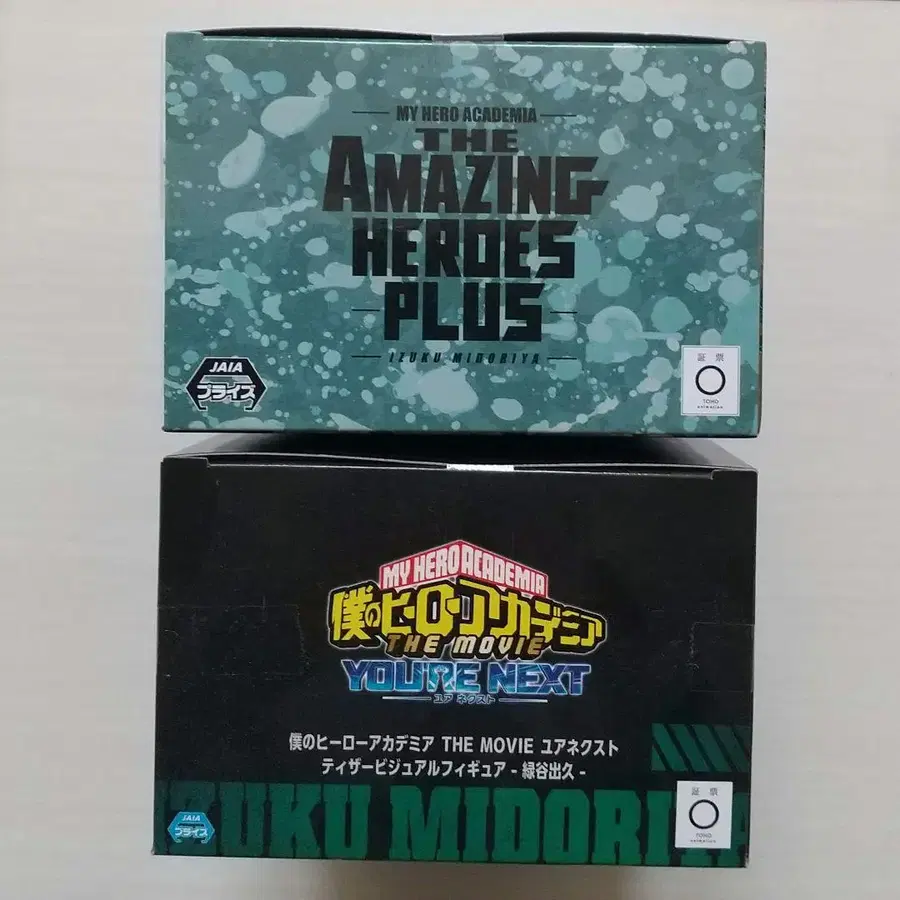 MY HERO ACADEMIA
THE
AMAZING
HEROES
PLUS
IZUKU MIDORIYA
JAIA
プライズ
証票
TOHO
animation
MY HERO ACADEMIA
僕のヒーローアカデミア
THE MOVIE
YOU'RE NEXT
ユア ネクスト
僕のヒーローアカデミア THE MOVIE ユアネクスト
ティザービジュアルフィギュア - 緑谷出久 -
IZUKU MIDORIYA
JAIA
プライズ
証票
TOHO
animation